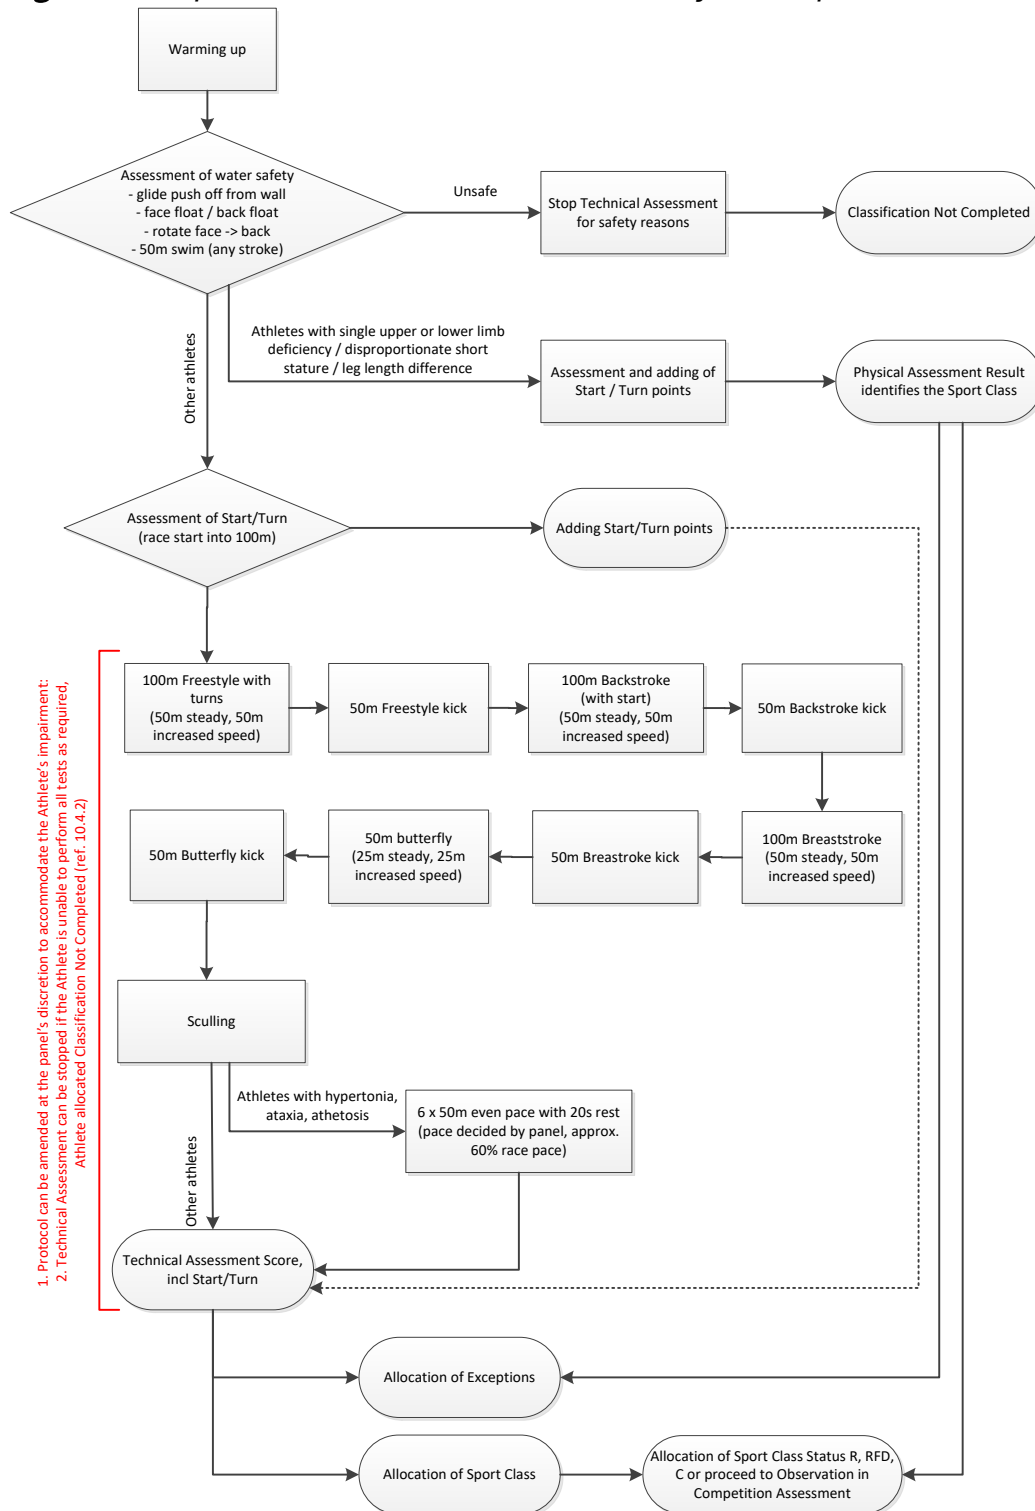 Warming up
Assessment of water safety
- glide push off from wall
- face float / back float
- rotate face -> back
- 50m swim (any stroke)
Unsafe
Stop Technical Assessment
for safety reasons
Classification Not Completed
Other athletes
Athletes with single upper or lower limb
deficiency / disproportionate short
stature / leg length difference
Assessment and adding of
Start / Turn points
Physical Assessment Result
identifies the Sport Class
Assessment of Start/Turn
(race start into 100m)
Adding Start/Turn points
1. Protocol can be amended at the panel's discretion to accommodate the Athlete's impairment:
2. Technical Assessment can be stopped if the Athlete is unable to perform all tests as required,
Athlete allocated Classification Not Completed (ref. 10.4.2)
100m Freestyle with
turns
(50m steady, 50m
increased speed)
50m Freestyle kick
100m Backstroke
(with start)
(50m steady, 50m
increased speed)
50m Backstroke kick
50m Butterfly kick
50m butterfly
(25m steady, 25m
increased speed)
50m Breastroke kick
100m Breaststroke
(50m steady, 50m
increased speed)
Sculling
Athletes with hypertonia,
ataxia, athetosis
6 x 50m even pace with 20s rest
(pace decided by panel, approx.
60% race pace)
Other athletes
Technical Assessment Score,
incl Start/Turn
Allocation of Exceptions
Allocation of Sport Class
Allocation of Sport Class Status R, RFD,
C or proceed to Observation in
Competition Assessment